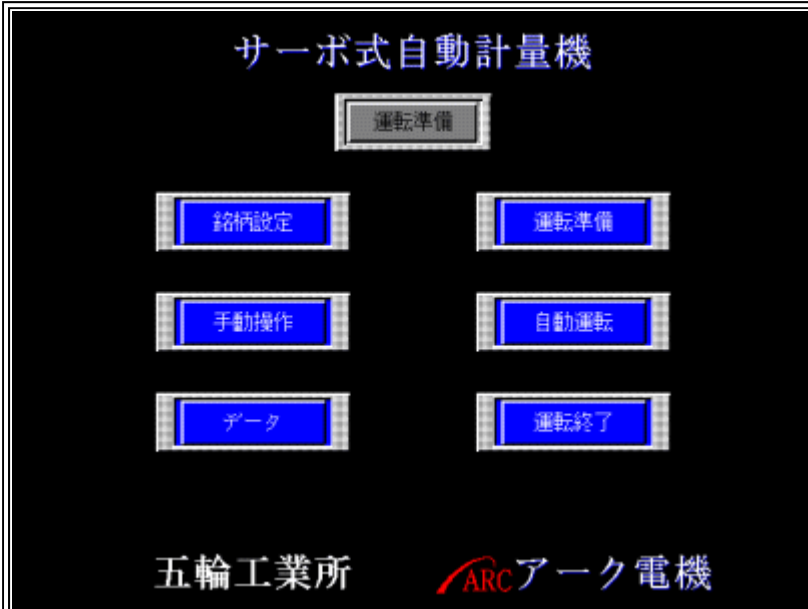 サーボ式自動計量機
運転準備
銘柄設定 運転準備
手動操作 自動運転
データ 運転終了
五輪工業所 ARCアーク電機